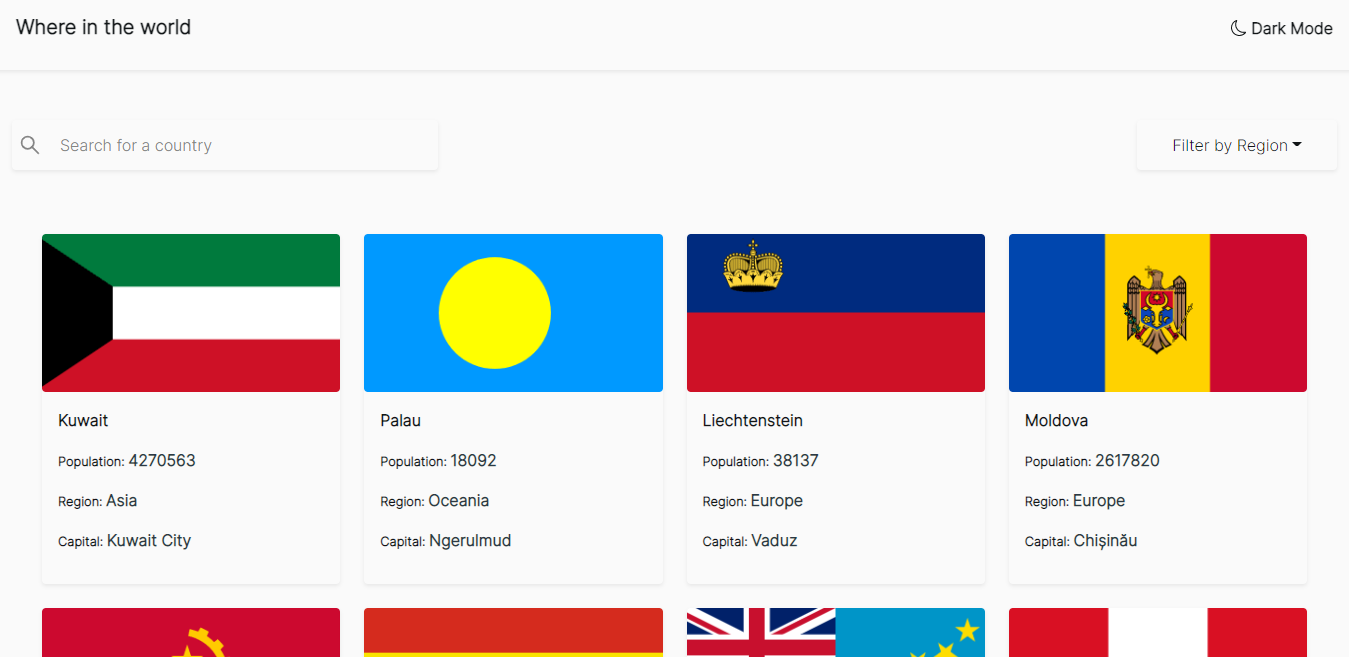 Where in the world
Dark Mode
Search for a country
Filter by Region
Kuwait
Population: 4270563
Region: Asia
Capital: Kuwait City
Palau
Population: 18092
Region: Oceania
Capital: Ngerulmud
Liechtenstein
Population: 38137
Region: Europe
Capital: Vaduz
Moldova
Population: 2617820
Region: Europe
Capital: Chișinău